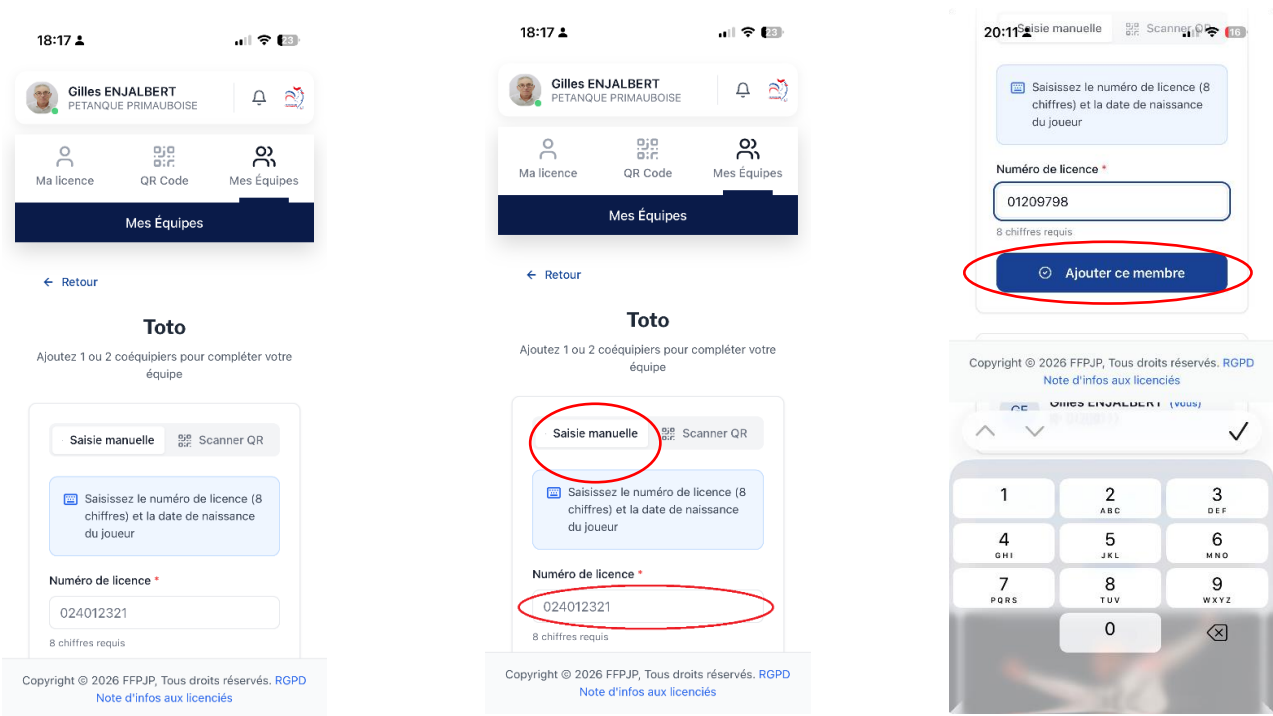 18:17
23
Gilles ENJALBERT
PETANQUE PRIMAUBOISE
Ma licence
QR Code
Mes Équipes
Mes Équipes
← Retour
Toto
Ajoutez 1 ou 2 coéquipiers pour compléter votre
équipe
Saisie manuelle
Scanner QR
Saisissez le numéro de licence (8
chiffres) et la date de naissance
du joueur
Numéro de licence *
024012321
8 chiffres requis
Copyright © 2026 FFPJP, Tous droits réservés. RGPD
Note d'infos aux licenciés
18:17
23
Gilles ENJALBERT
PETANQUE PRIMAUBOISE
Ma licence
QR Code
Mes Équipes
Mes Équipes
← Retour
Toto
Ajoutez 1 ou 2 coéquipiers pour compléter votre
équipe
Saisie manuelle
Scanner QR
Saisissez le numéro de licence (8
chiffres) et la date de naissance
du joueur
Numéro de licence *
024012321
8 chiffres requis
Copyright © 2026 FFPJP, Tous droits réservés. RGPD
Note d'infos aux licenciés
20:11
Saisie manuelle
Scanner QR
16
Saisissez le numéro de licence (8
chiffres) et la date de naissance
du joueur
Numéro de licence *
01209798
8 chiffres requis
Ajouter ce membre
Copyright © 2026 FFPJP, Tous droits réservés. RGPD
Note d'infos aux licenciés
GE
Gilles ENJALBERT (vous)
1
2
ABC
3
DEF
4
GHI
5
JKL
6
MNO
7
PQRS
8
TUV
9
WXYZ
0